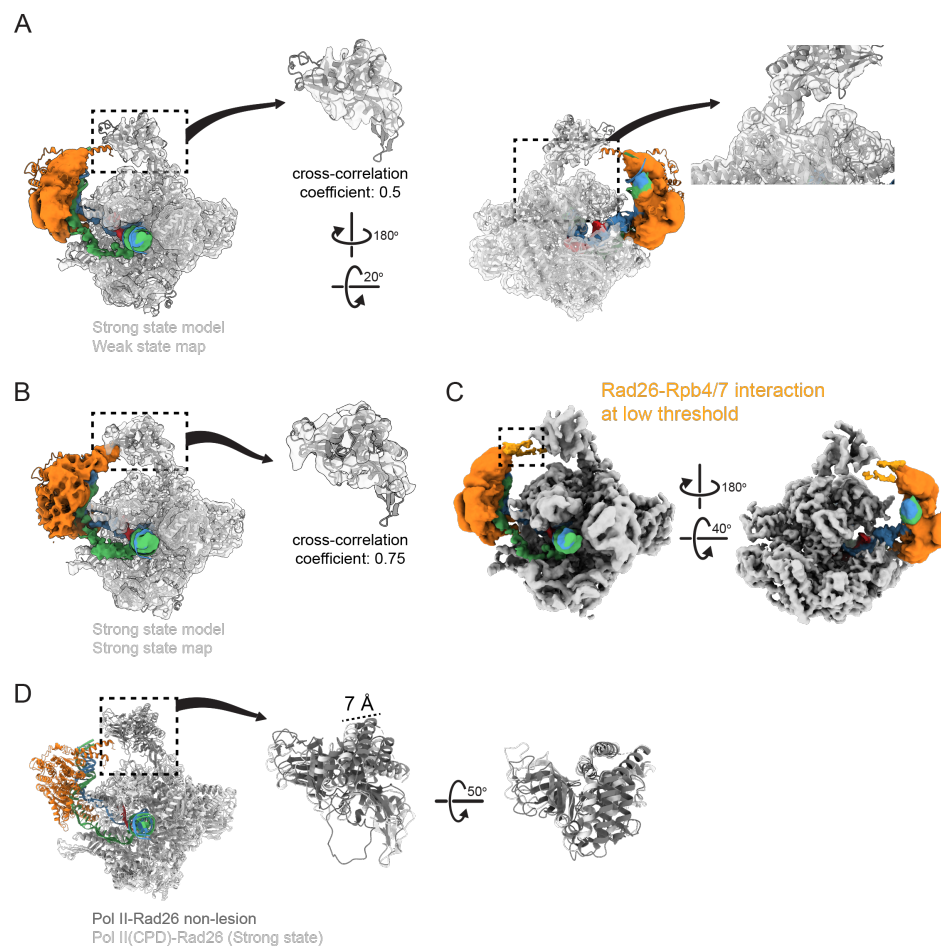 A
cross-correlation
coefficient: 0.5
180°
20°
Strong state model
Weak state map
B
cross-correlation
coefficient: 0.75
Strong state model
Strong state map
C
Rad26-Rpb4/7 interaction
at low threshold
180°
40°
D
7 Å
50°
Pol II-Rad26 non-lesion
Pol II(CPD)-Rad26 (Strong state)